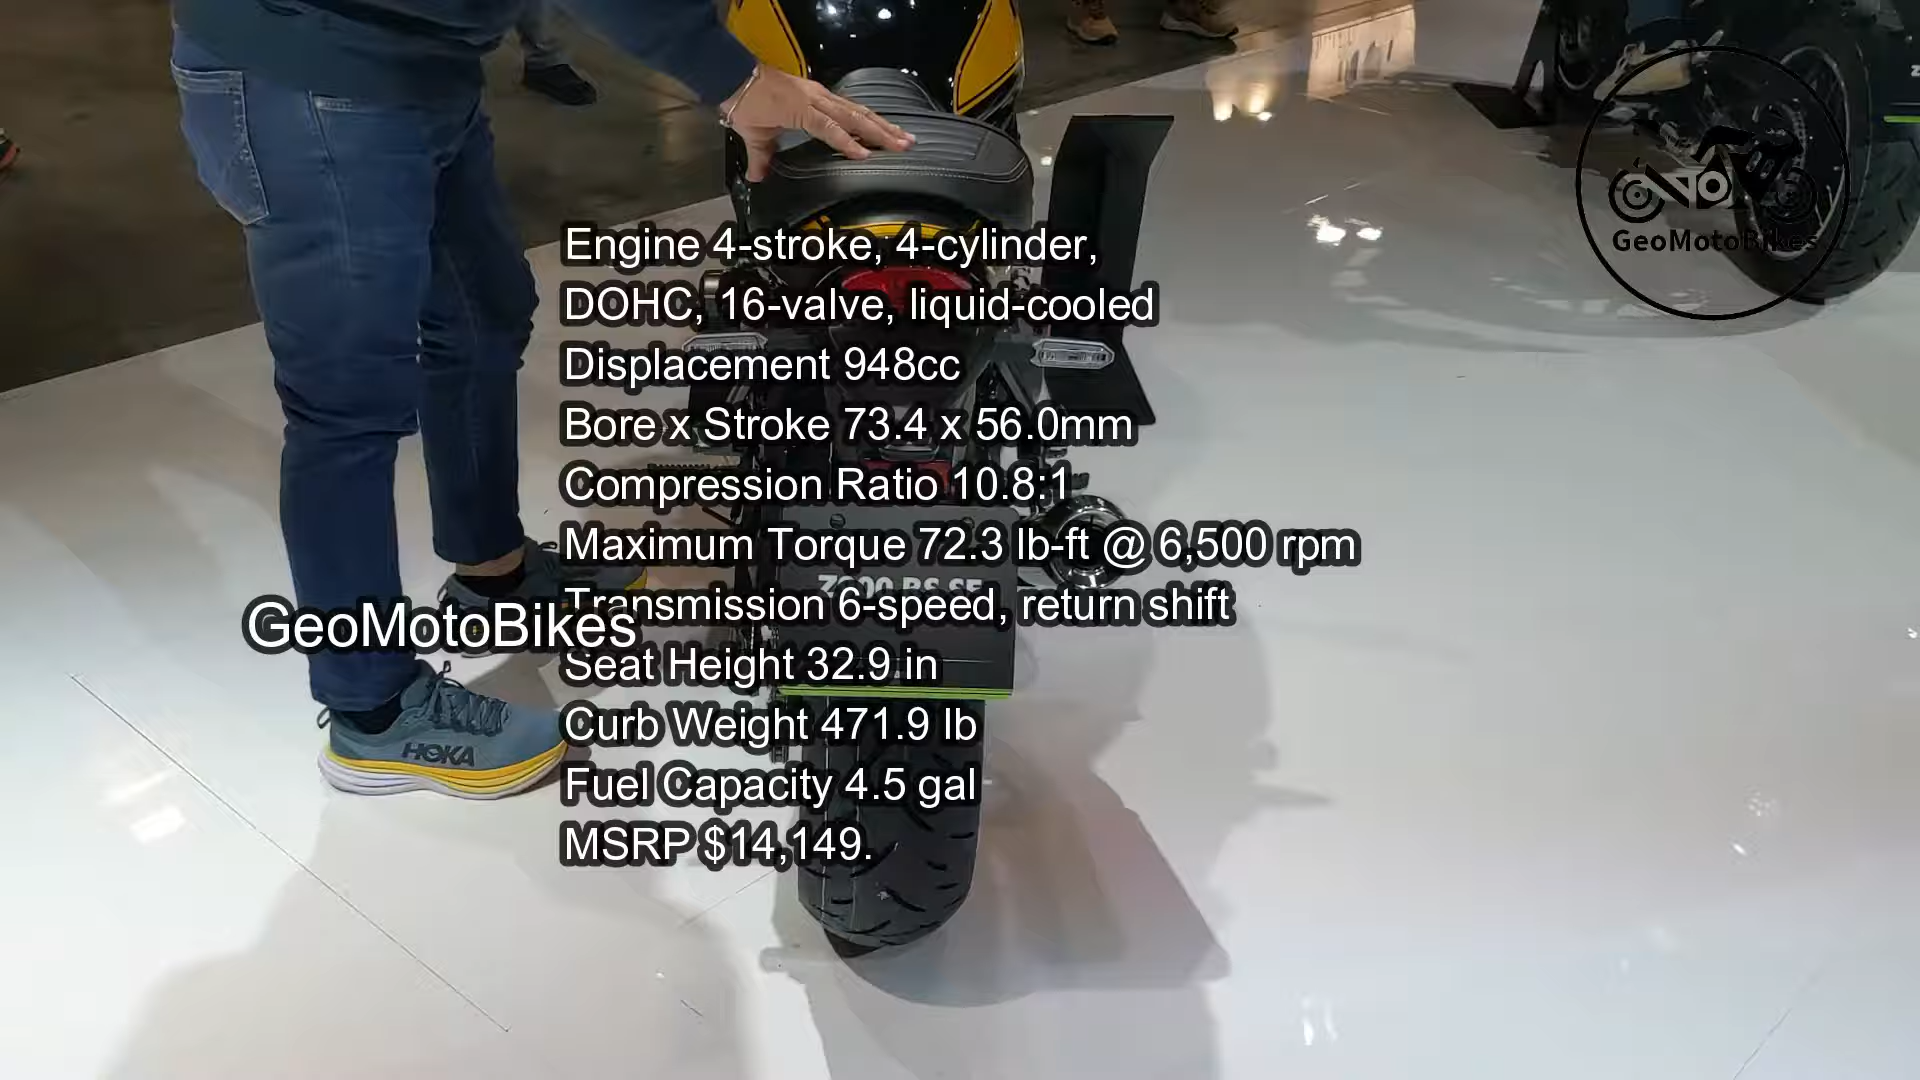 GeoMotoBikes
Engine 4-stroke, 4-cylinder,
DOHC, 16-valve, liquid-cooled
Displacement 948cc
Bore x Stroke 73.4 x 56.0mm
Compression Ratio 10.8:1
Maximum Torque 72.3 lb-ft @ 6,500 rpm
Z900 RS SE
Transmission 6-speed, return shift
GeoMotoBikes
Seat Height 32.9 in
Curb Weight 471.9 lb
HOKA
Fuel Capacity 4.5 gal
MSRP $14,149.